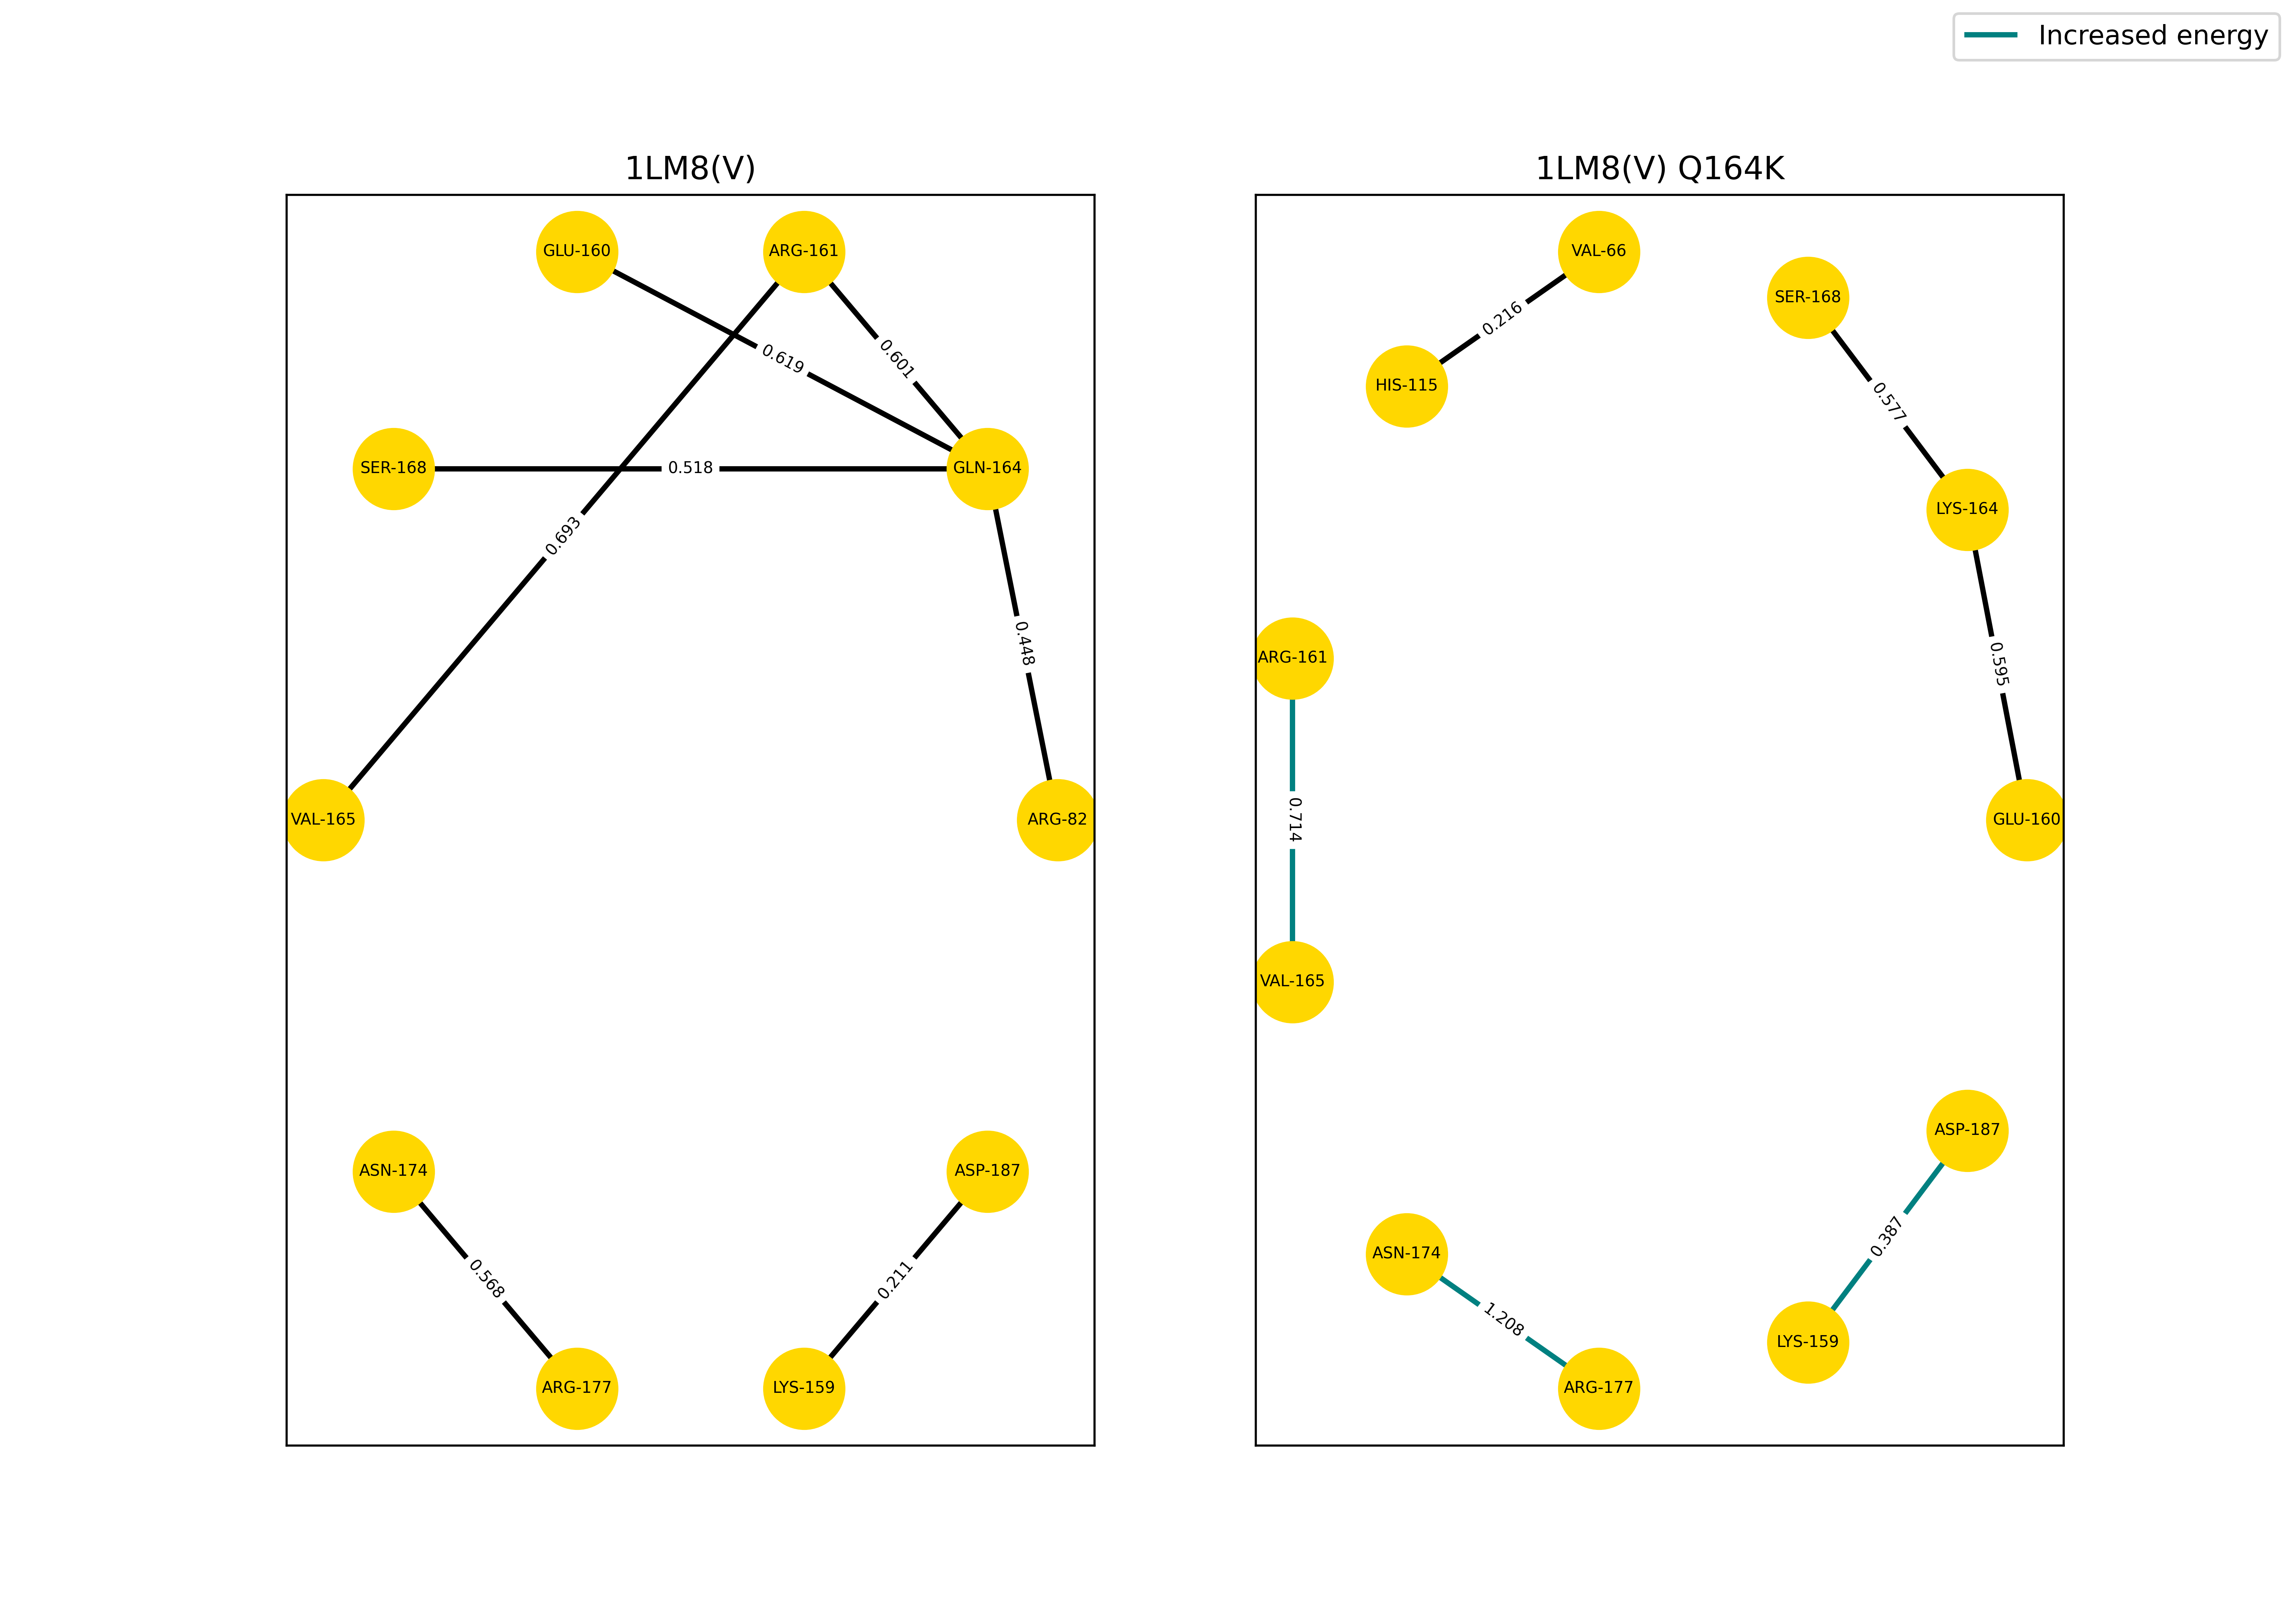 Increased energy
1LM8(V)
GLU-160
ARG-161
0.619
0.601
SER-168
0.518
GLN-164
0.693
0.448
VAL-165
ARG-82
ASN-174
ASP-187
0.568
0.211
ARG-177
LYS-159
1LM8(V) Q164K
VAL-66
SER-168
0.216
HIS-115
0.577
LYS-164
ARG-161
0.595
0.714
GLU-160
VAL-165
ASP-187
0.387
ASN-174
1.208
LYS-159
ARG-177